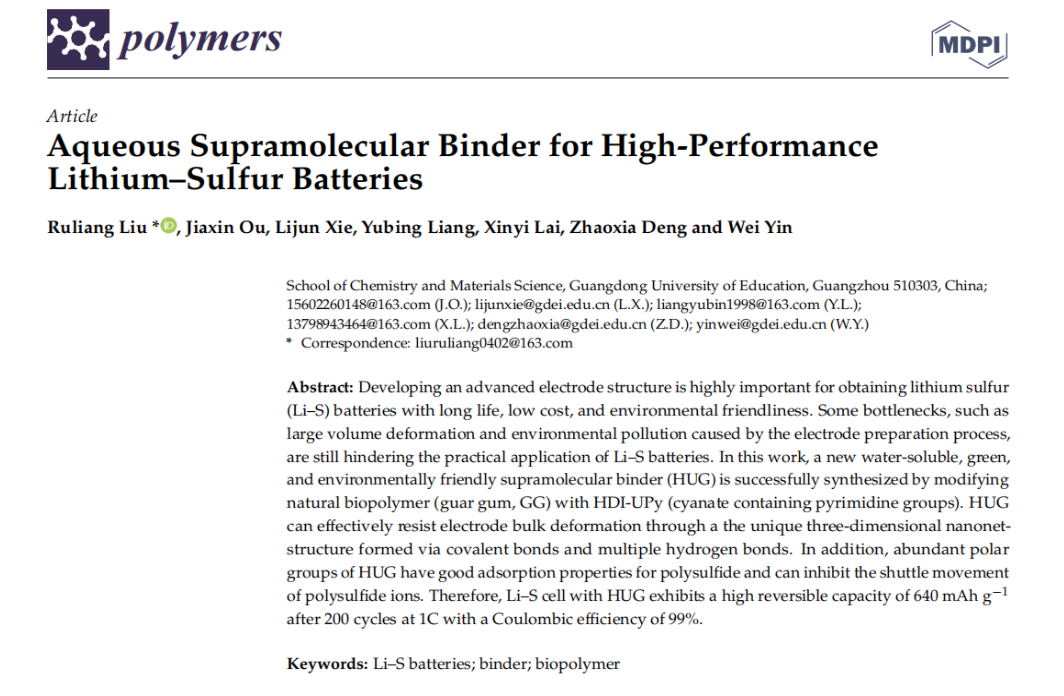 polymers
MDPI
Article
Aqueous Supramolecular Binder for High-Performance
Lithium–Sulfur Batteries
Ruliang Liu * iD, Jiaxin Ou, Lijun Xie, Yubing Liang, Xinyi Lai, Zhaoxia Deng and Wei Yin
School of Chemistry and Materials Science, Guangdong University of Education, Guangzhou 510303, China;
15602260148@163.com (J.O.); lijunxie@gdei.edu.cn (L.X.); liangyubin1998@163.com (Y.L.);
13798943464@163.com (X.L.); dengzhaoxia@gdei.edu.cn (Z.D.); yinwei@gdei.edu.cn (W.Y.)
* Correspondence: liuruliang0402@163.com
Abstract: Developing an advanced electrode structure is highly important for obtaining lithium sulfur
(Li–S) batteries with long life, low cost, and environmental friendliness. Some bottlenecks, such as
large volume deformation and environmental pollution caused by the electrode preparation process,
are still hindering the practical application of Li–S batteries. In this work, a new water-soluble, green,
and environmentally friendly supramolecular binder (HUG) is successfully synthesized by modifying
natural biopolymer (guar gum, GG) with HDI-UPy (cyanate containing pyrimidine groups). HUG
can effectively resist electrode bulk deformation through a the unique three-dimensional nanonet-
structure formed via covalent bonds and multiple hydrogen bonds. In addition, abundant polar
groups of HUG have good adsorption properties for polysulfide and can inhibit the shuttle movement
of polysulfide ions. Therefore, Li–S cell with HUG exhibits a high reversible capacity of 640 mAh g⁻¹
after 200 cycles at 1C with a Coulombic efficiency of 99%.
Keywords: Li–S batteries; binder; biopolymer